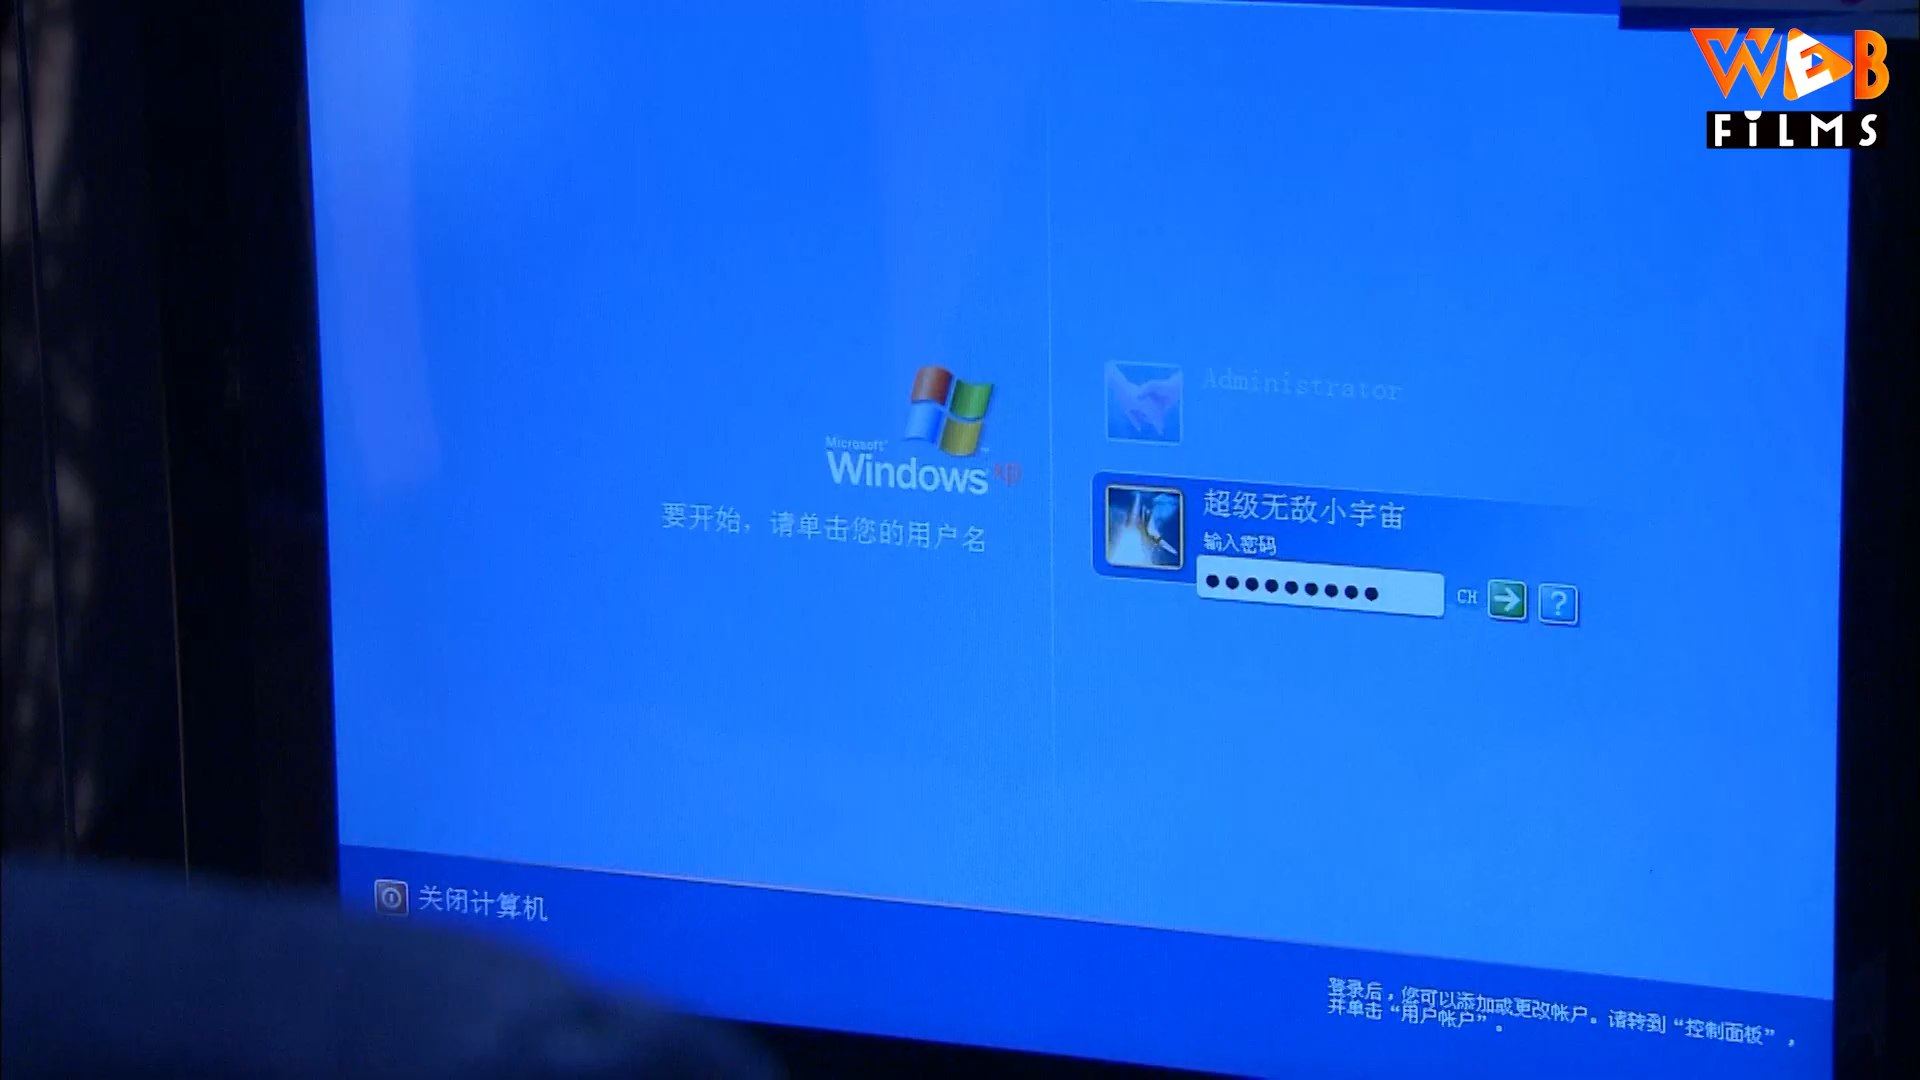 WEB
FiLMS
Administrator
Microsoft®
Windows xp
超级无敌小宇宙
要开始，请单击您的用户名
输入密码
CH
?
关闭计算机
登录后，您可以添加或更改帐户。请转到“控制面板”，
并单击“用户帐户”。